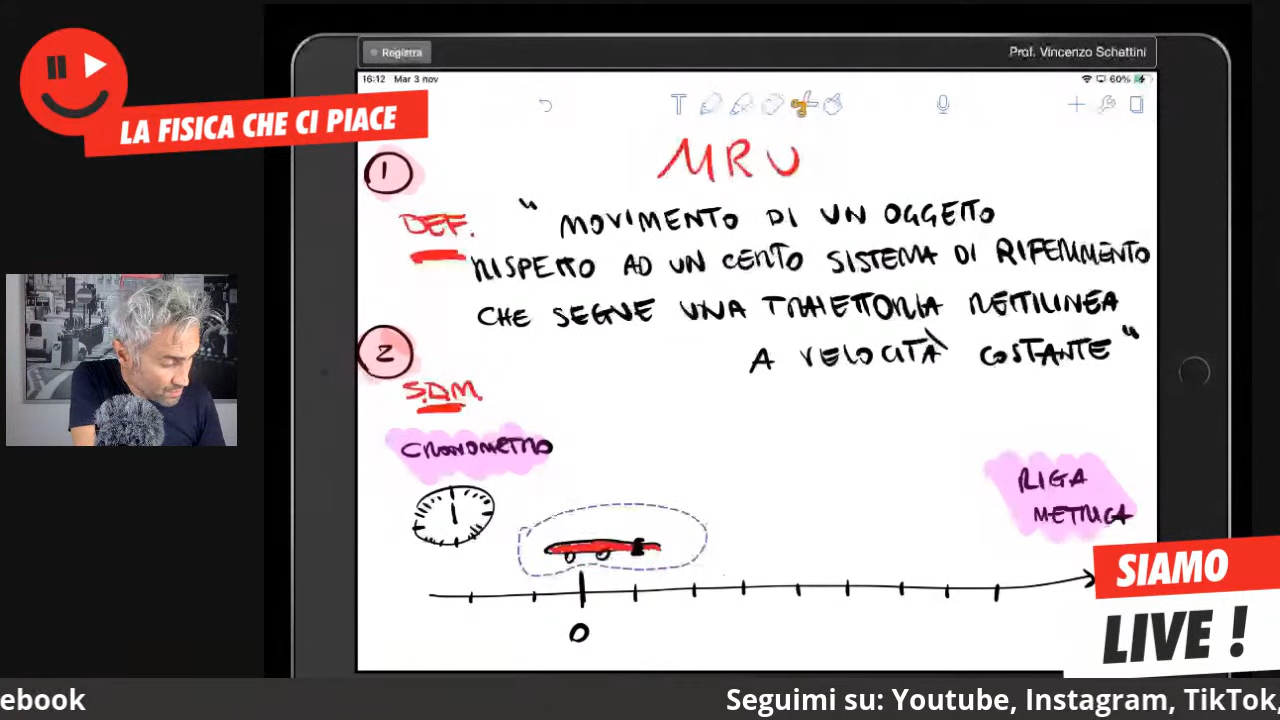 Registra
Prof. Vincenzo Schettini
16:12 Mar 3 nov
60%
LA FISICA CHE CI PIACE
1
MRU
DEF. " MOVIMENTO DI UN OGGETTO
RISPETTO AD UN CERTO SISTEMA DI RIFERIMENTO
CHE SEGUE UNA TRAIETTORIA RETTILINEA
A VELOCITÀ COSTANTE "
2
S.D.M.
CRONOMETRO
RIGA
METRICA
0
SIAMO
LIVE !
ebook
Seguimi su: Youtube, Instagram, TikTok,